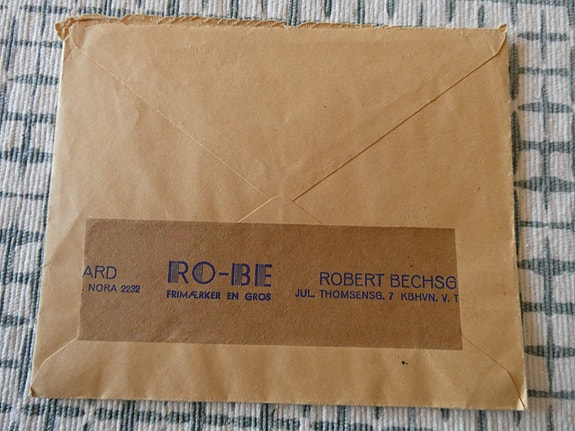 ARD
NORA 2232
RO-BE
FRIMÆRKER EN GROS
ROBERT BECHSG
JUL. THOMSENSG. 7 KBHVN. V. T